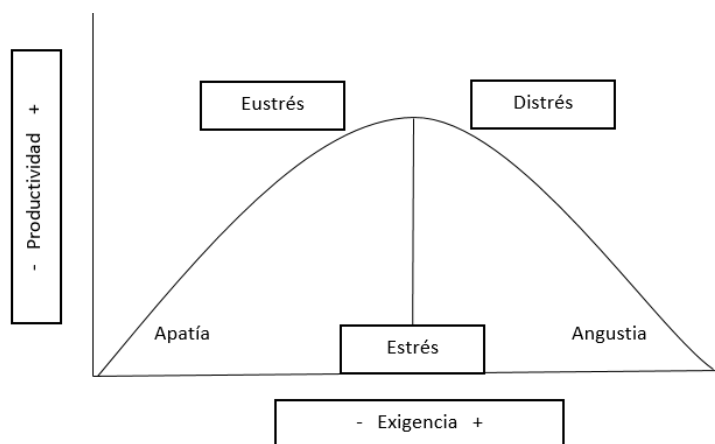 Eustrés
Distrés
- Productividad +
Apatía
Estrés
Angustia
- Exigencia +